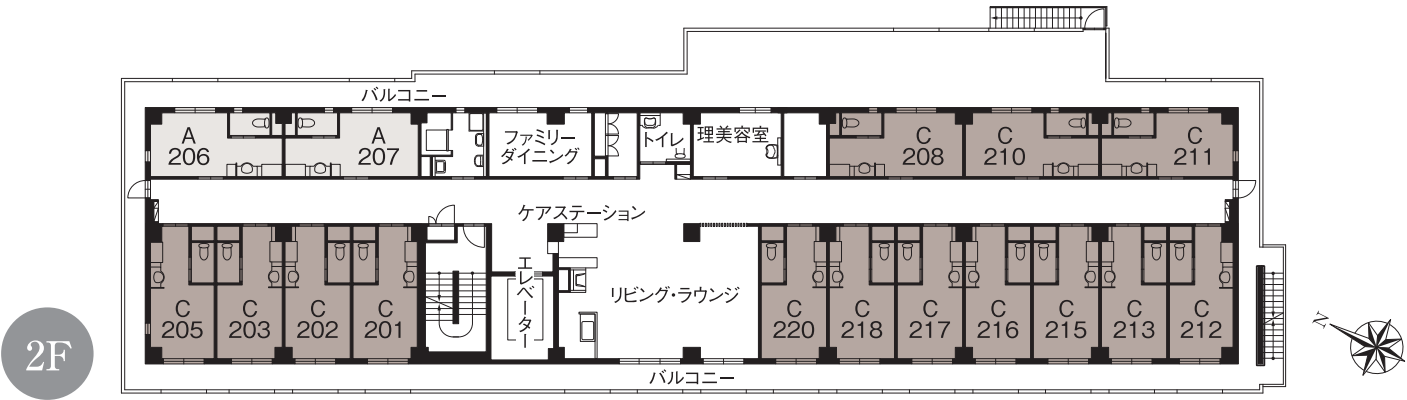 バルコニー
A
206
A
207
ファミリー
ダイニング
トイレ
理美容室
C
208
C
210
C
211
ケアステーション
エレベーター
リビング・ラウンジ
C
205
C
203
C
202
C
201
C
220
C
218
C
217
C
216
C
215
C
213
C
212
バルコニー
2F
N